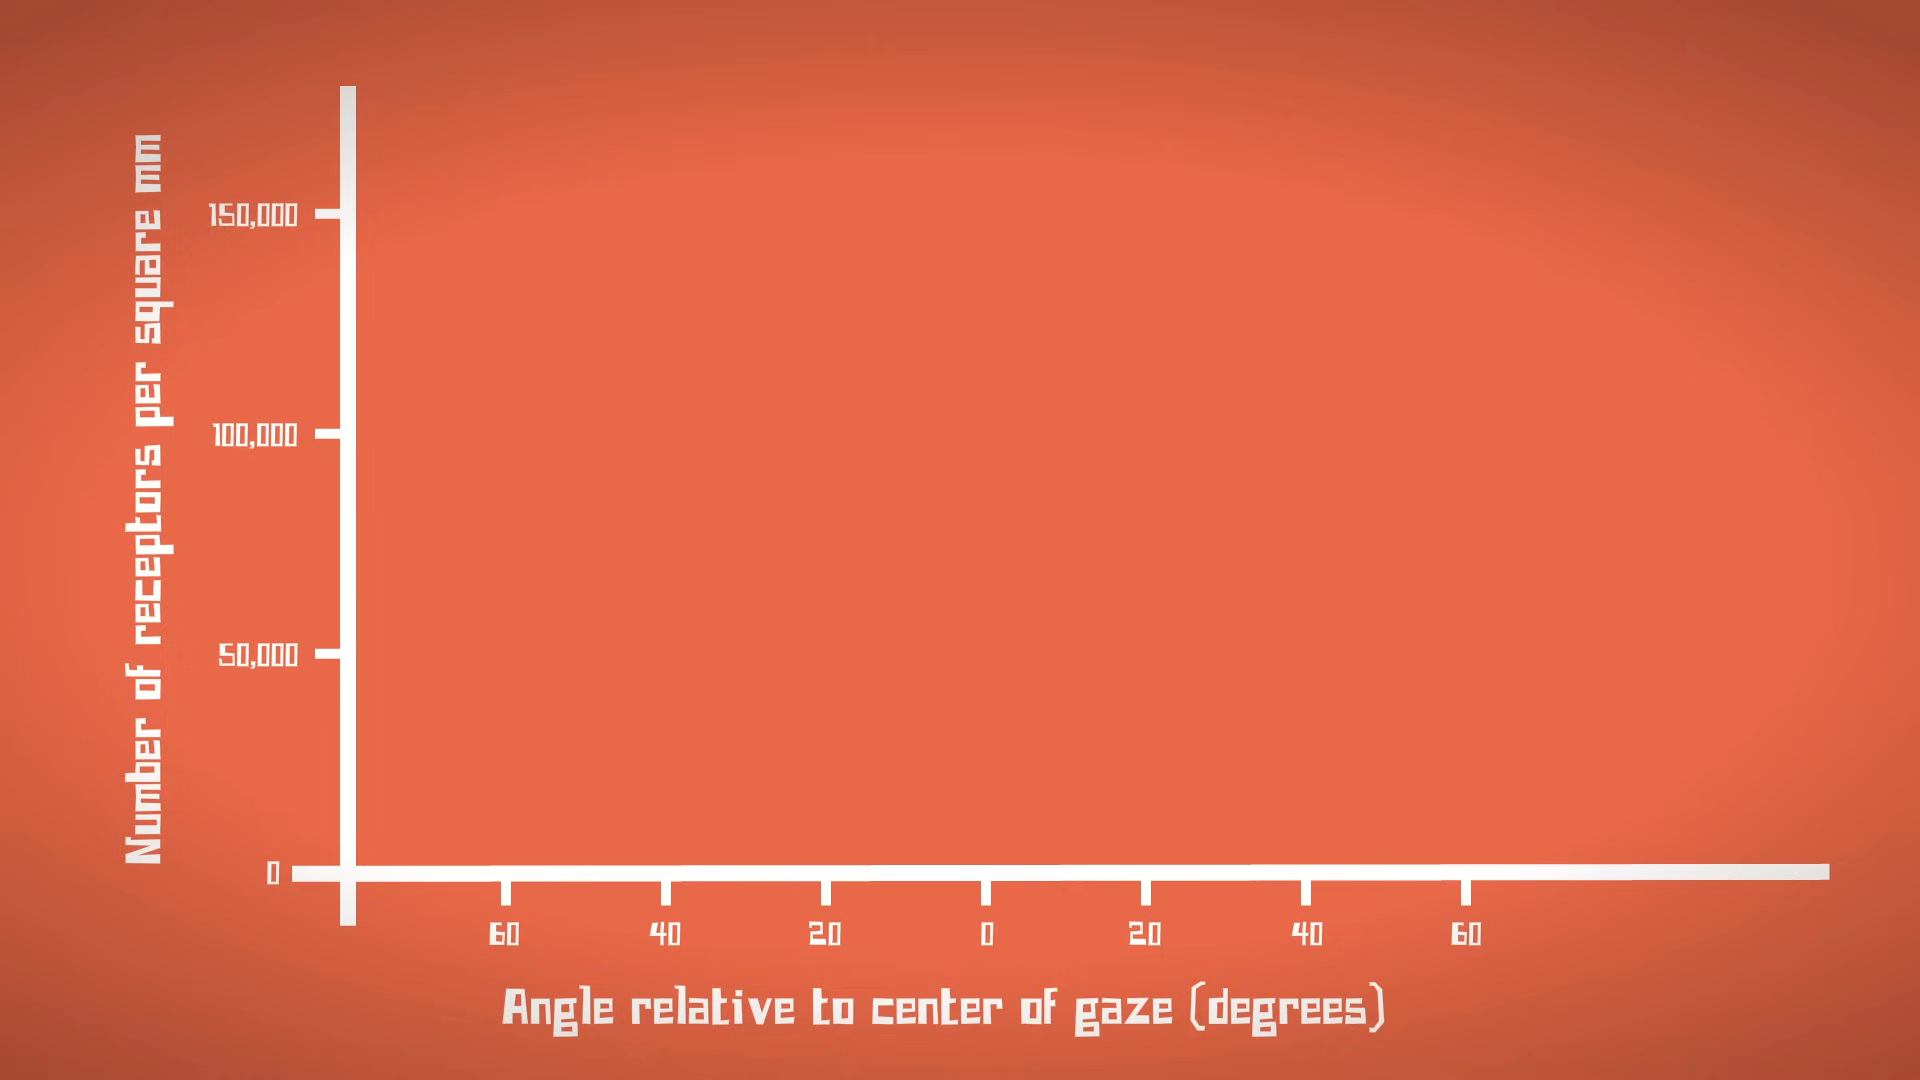 Number of receptors per square mm
150,000
100,000
50,000
0
60 40 20 0 20 40 60
Angle relative to center of gaze (degrees)